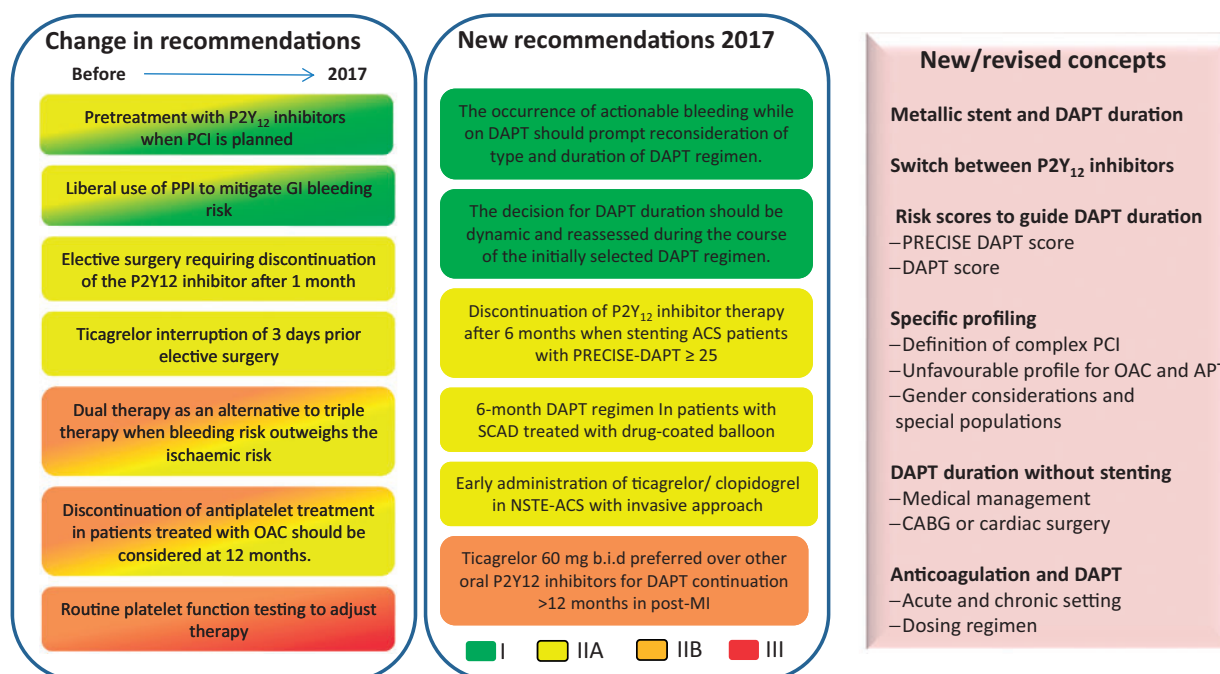 Change in recommendations
Before
2017
Pretreatment with P2Y12 inhibitors
when PCI is planned
Liberal use of PPI to mitigate GI bleeding
risk
Elective surgery requiring discontinuation
of the P2Y12 inhibitor after 1 month
Ticagrelor interruption of 3 days prior
elective surgery
Dual therapy as an alternative to triple
therapy when bleeding risk outweighs the
ischaemic risk
Discontinuation of antiplatelet treatment
in patients treated with OAC should be
considered at 12 months.
Routine platelet function testing to adjust
therapy
New recommendations 2017
The occurrence of actionable bleeding while
on DAPT should prompt reconsideration of
type and duration of DAPT regimen.
The decision for DAPT duration should be
dynamic and reassessed during the course
of the initially selected DAPT regimen.
Discontinuation of P2Y12 inhibitor therapy
after 6 months when stenting ACS patients
with PRECISE-DAPT ≥ 25
6-month DAPT regimen In patients with
SCAD treated with drug-coated balloon
Early administration of ticagrelor/ clopidogrel
in NSTE-ACS with invasive approach
Ticagrelor 60 mg b.i.d preferred over other
oral P2Y12 inhibitors for DAPT continuation
>12 months in post-MI
I IIA IIB III
New/revised concepts
Metallic stent and DAPT duration
Switch between P2Y12 inhibitors
Risk scores to guide DAPT duration
–PRECISE DAPT score
–DAPT score
Specific profiling
–Definition of complex PCI
–Unfavourable profile for OAC and APT
–Gender considerations and
special populations
DAPT duration without stenting
–Medical management
–CABG or cardiac surgery
Anticoagulation and DAPT
–Acute and chronic setting
–Dosing regimen